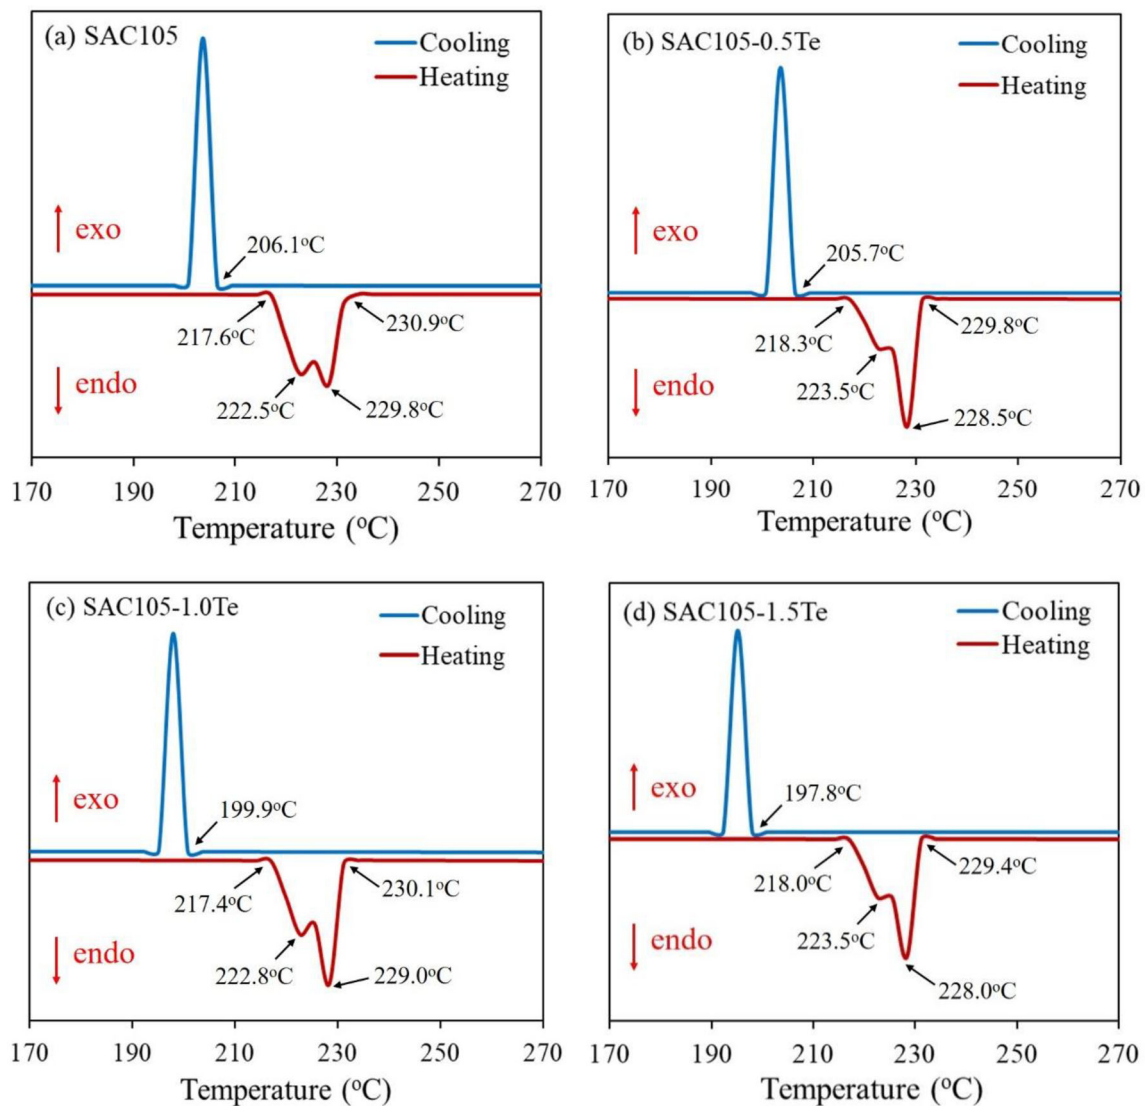 (a) SAC105
Cooling
Heating
exo
206.1°C
217.6°C
230.9°C
endo
222.5°C
229.8°C
170 190 210 230 250 270
Temperature (°C)
(b) SAC105-0.5Te
Cooling
Heating
exo
205.7°C
218.3°C
229.8°C
endo
223.5°C
228.5°C
170 190 210 230 250 270
Temperature (°C)
(c) SAC105-1.0Te
Cooling
Heating
exo
199.9°C
217.4°C
230.1°C
endo
222.8°C
229.0°C
170 190 210 230 250 270
Temperature (°C)
(d) SAC105-1.5Te
Cooling
Heating
exo
197.8°C
218.0°C
229.4°C
endo
223.5°C
228.0°C
170 190 210 230 250 270
Temperature (°C)